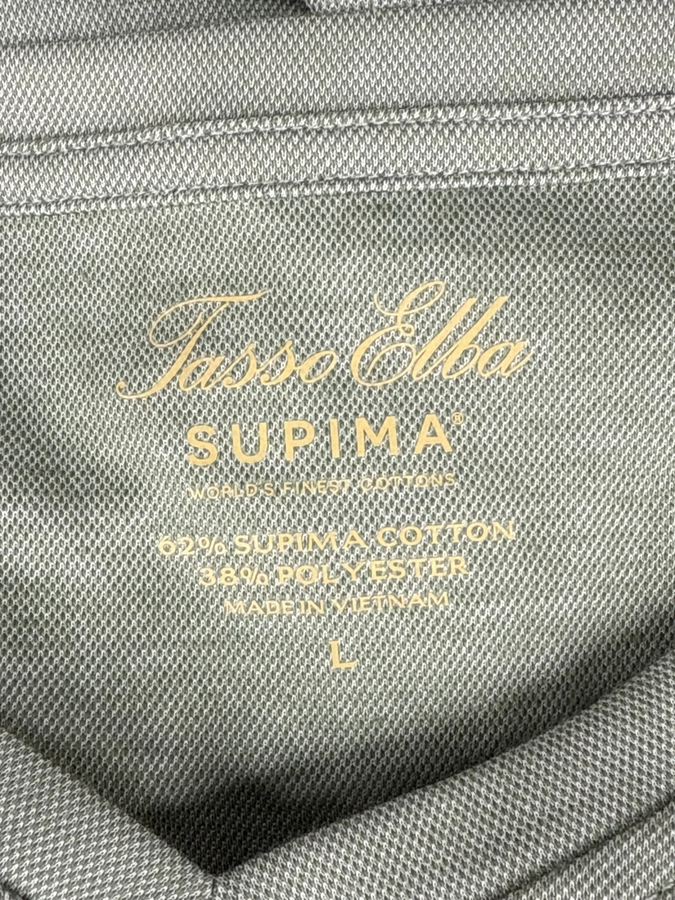 Tasso Elba
SUPIMA®
WORLD'S FINEST COTTONS
62% SUPIMA COTTON
38% POLYESTER
MADE IN VIETNAM
L